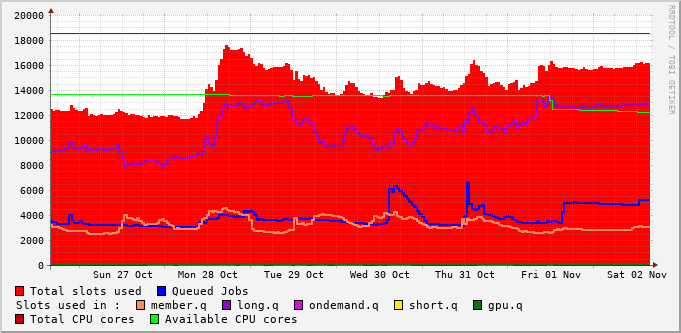 RRDTOOL / TOBI OETIKER
20000
18000
16000
14000
12000
10000
8000
6000
4000
2000
0
Sun 27 Oct Mon 28 Oct Tue 29 Oct Wed 30 Oct Thu 31 Oct Fri 01 Nov Sat 02 Nov
Total slots used Queued Jobs
Slots used in : member.q long.q ondemand.q short.q gpu.q
Total CPU cores Available CPU cores